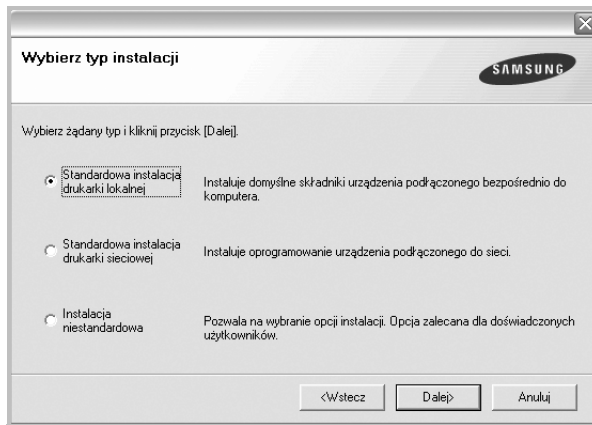 Wybierz typ instalacji
SAMSUNG
Wybierz żądany typ i kliknij przycisk [Dalej].
Standardowa instalacja
drukarki lokalnej
Instaluje domyślne składniki urządzenia podłączonego bezpośrednio do
komputera.
Standardowa instalacja
drukarki sieciowej
Instaluje oprogramowanie urządzenia podłączonego do sieci.
Instalacja
niestandardowa
Pozwala na wybranie opcji instalacji. Opcja zalecana dla doświadczonych
użytkowników.
<Wstecz
Dalej>
Anuluj